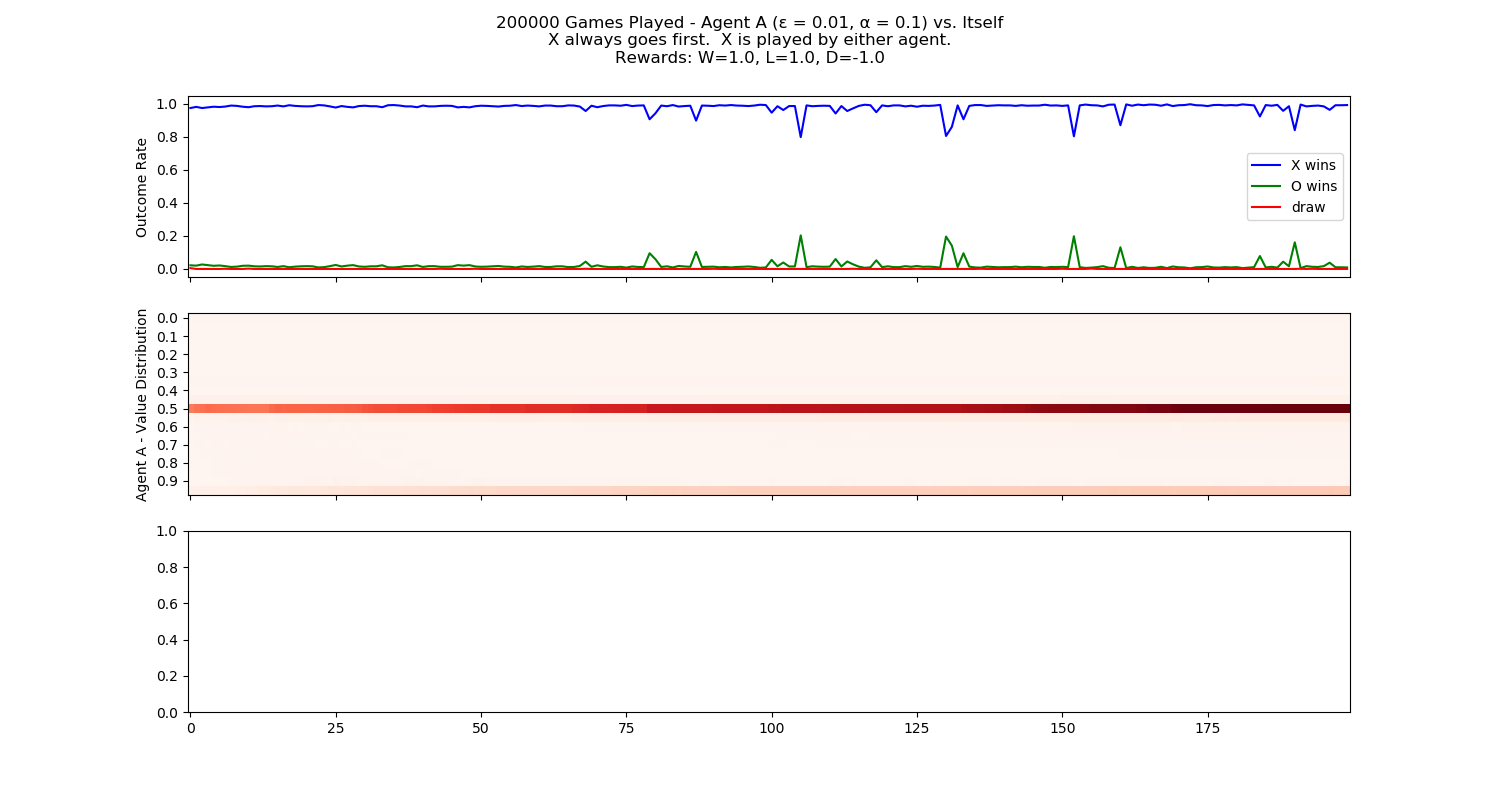 200000 Games Played - Agent A (ε = 0.01, α = 0.1) vs. Itself
X always goes first.  X is played by either agent.
Rewards: W=1.0, L=1.0, D=-1.0
Outcome Rate
1.0
0.8
0.6
0.4
0.2
0.0
X wins
O wins
draw
Agent A - Value Distribution
0.0
0.1
0.2
0.3
0.4
0.5
0.6
0.7
0.8
0.9
1.0
0.8
0.6
0.4
0.2
0.0
0 25 50 75 100 125 150 175